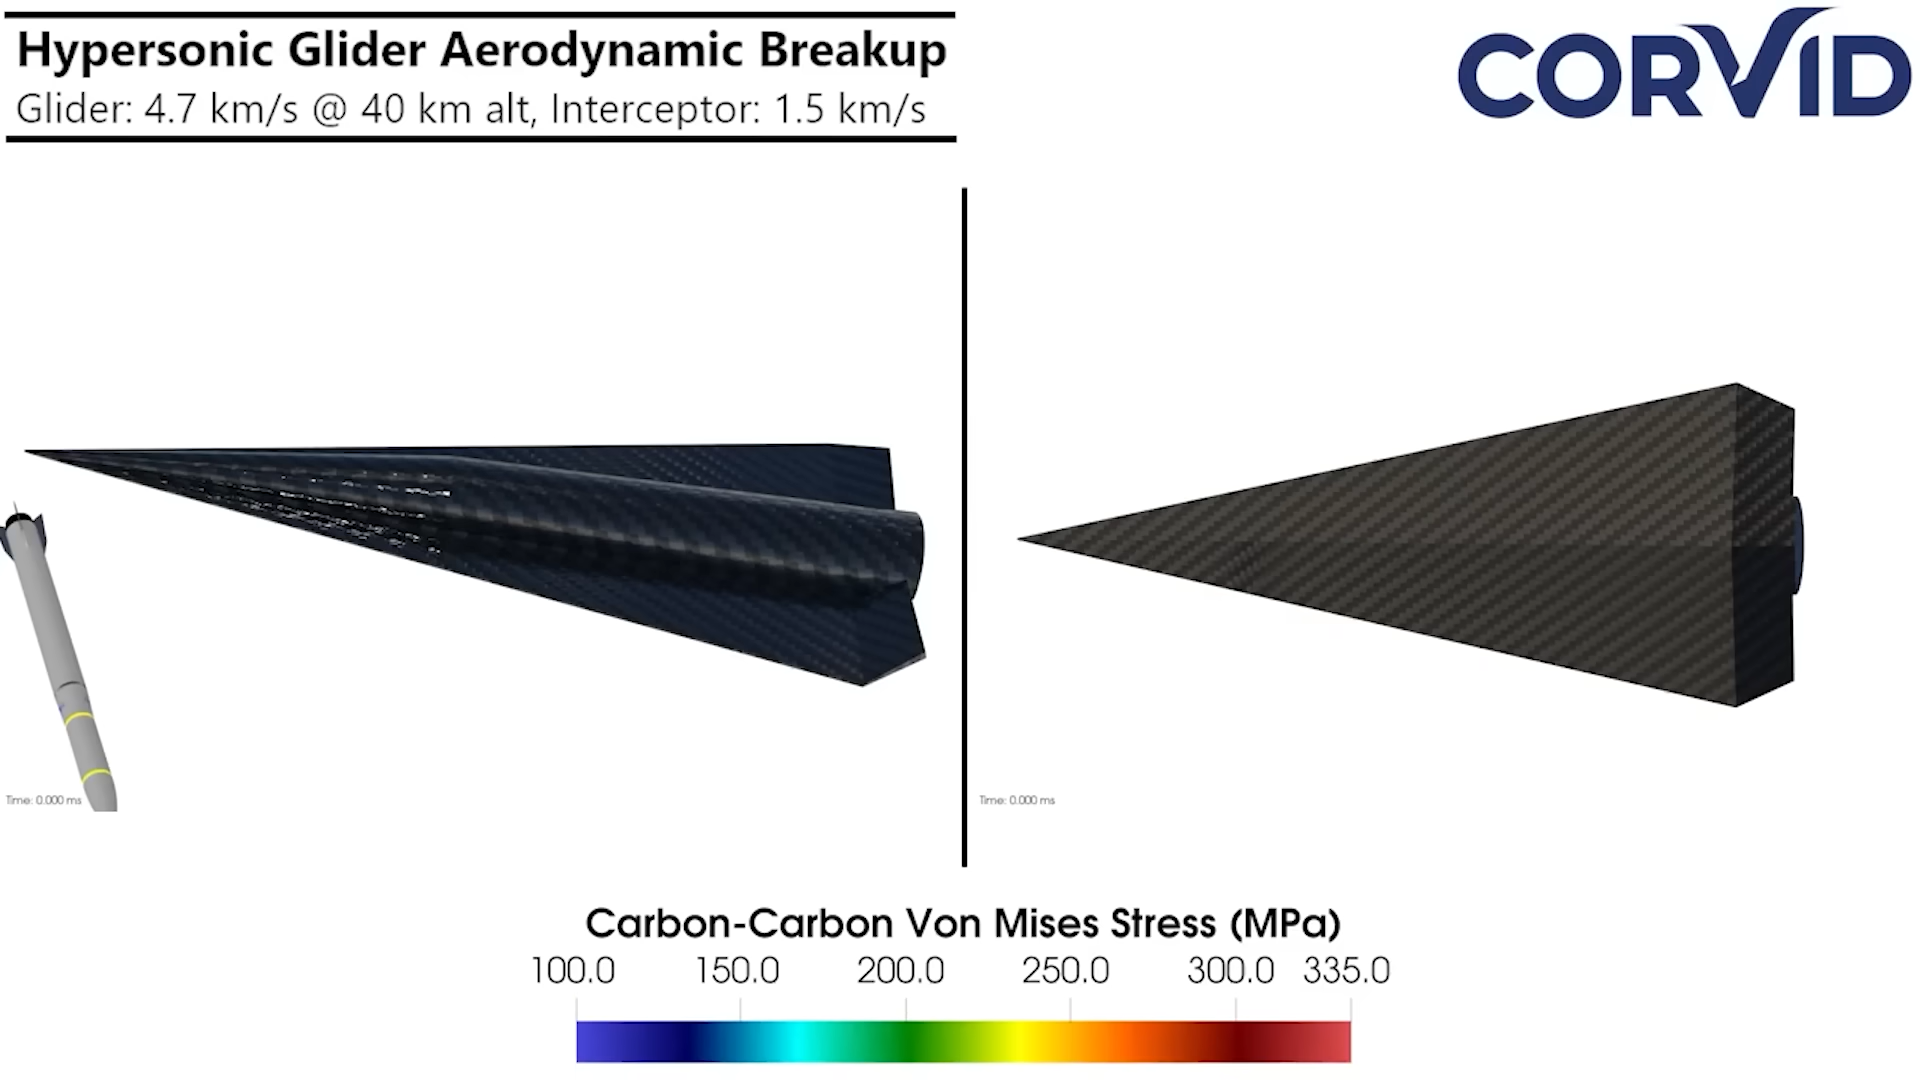 Hypersonic Glider Aerodynamic Breakup
Glider: 4.7 km/s @ 40 km alt, Interceptor: 1.5 km/s
CORVID
Time: 0.000 ms
Time: 0.000 ms
Carbon-Carbon Von Mises Stress (MPa)
100.0 150.0 200.0 250.0 300.0 335.0